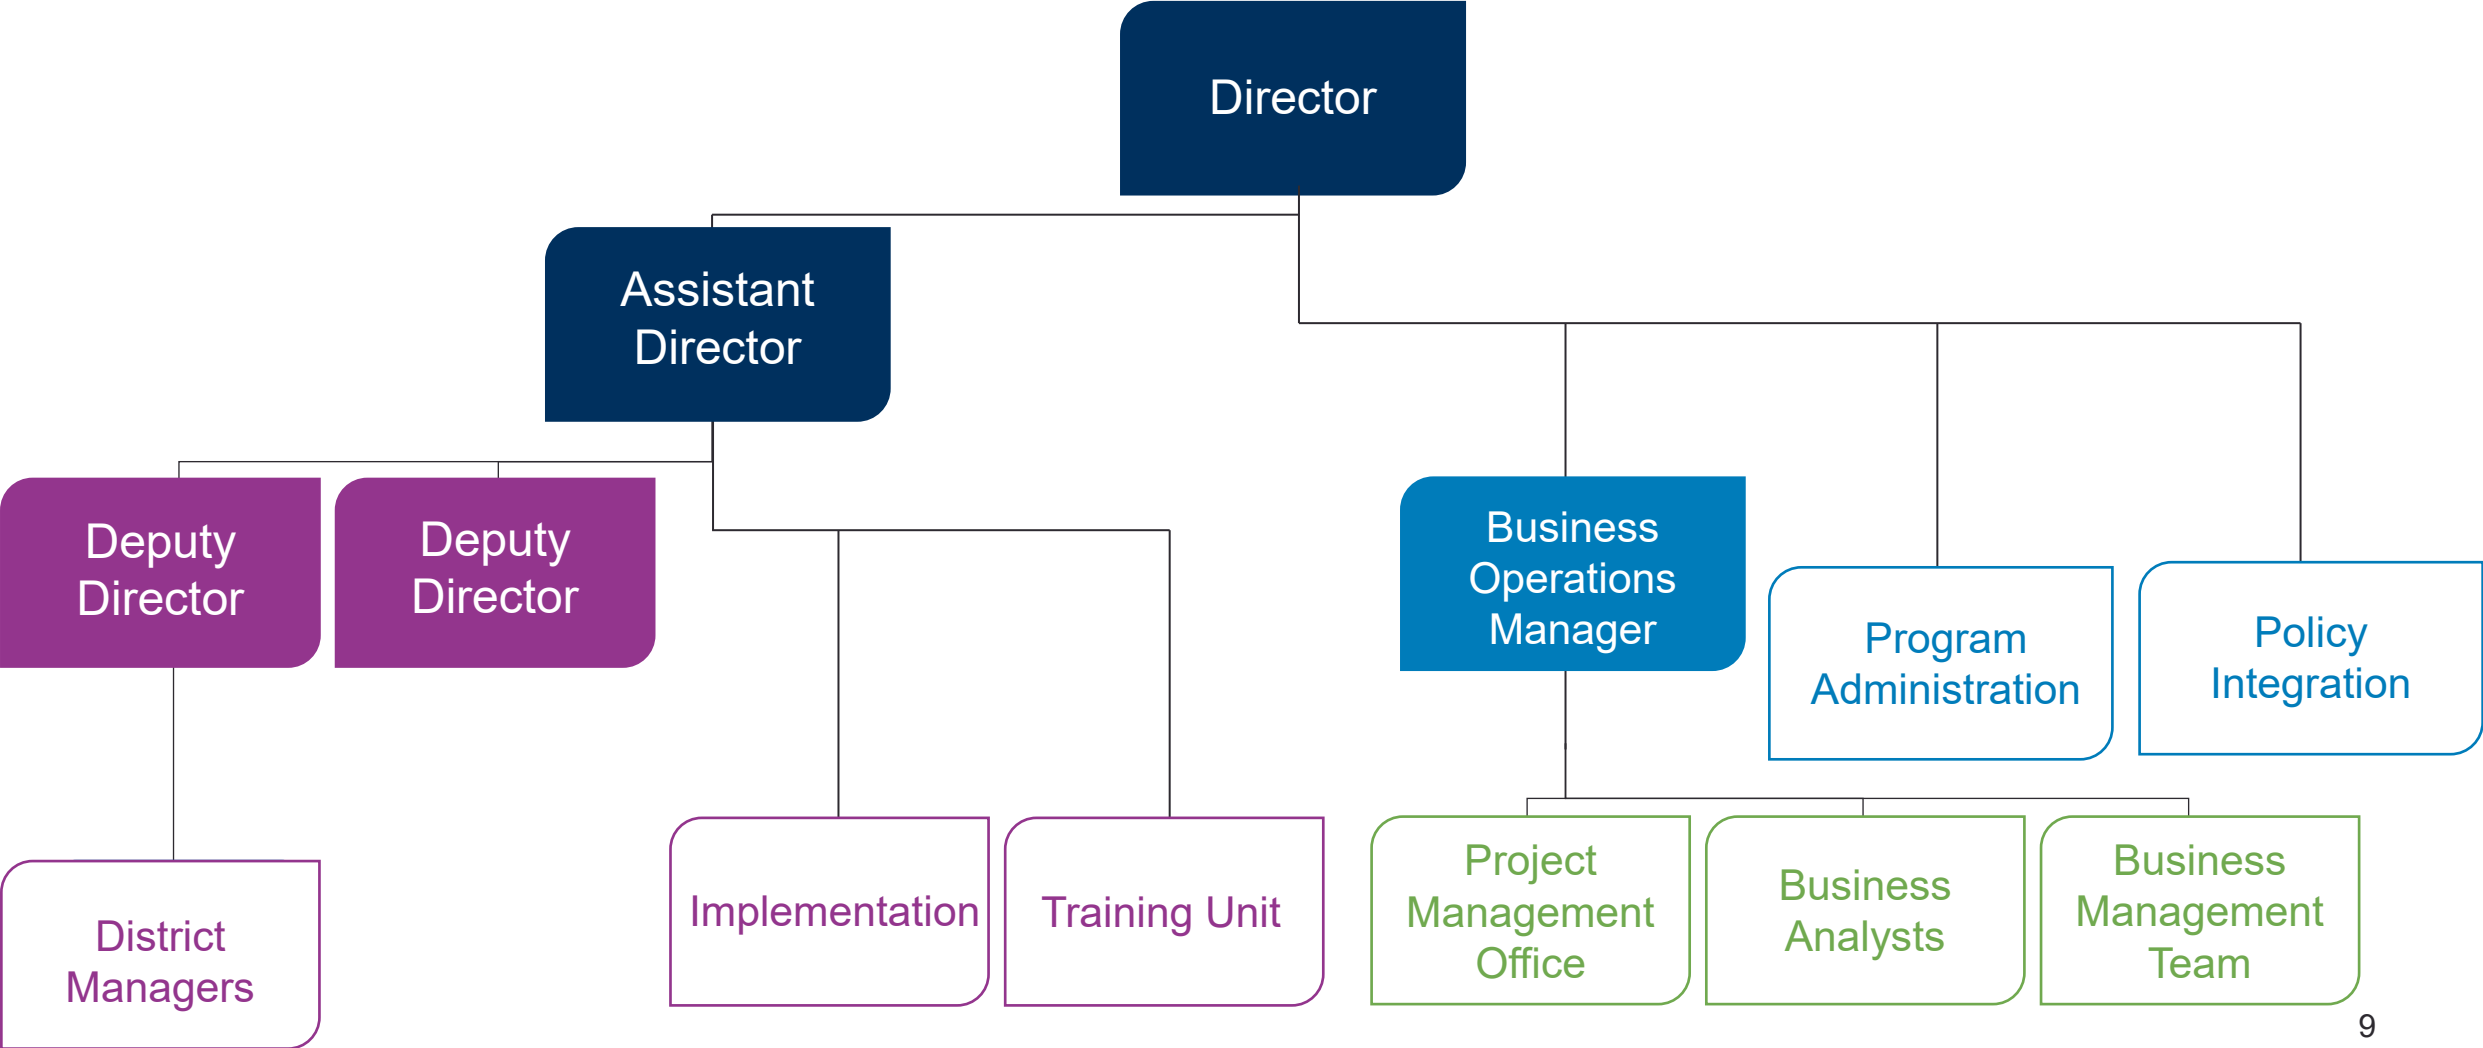 Director
Assistant
Director
Deputy
Director
Deputy
Director
Business
Operations
Manager
Program
Administration
Policy
Integration
District
Managers
Implementation
Training Unit
Project
Management
Office
Business
Analysts
Business
Management
Team
9